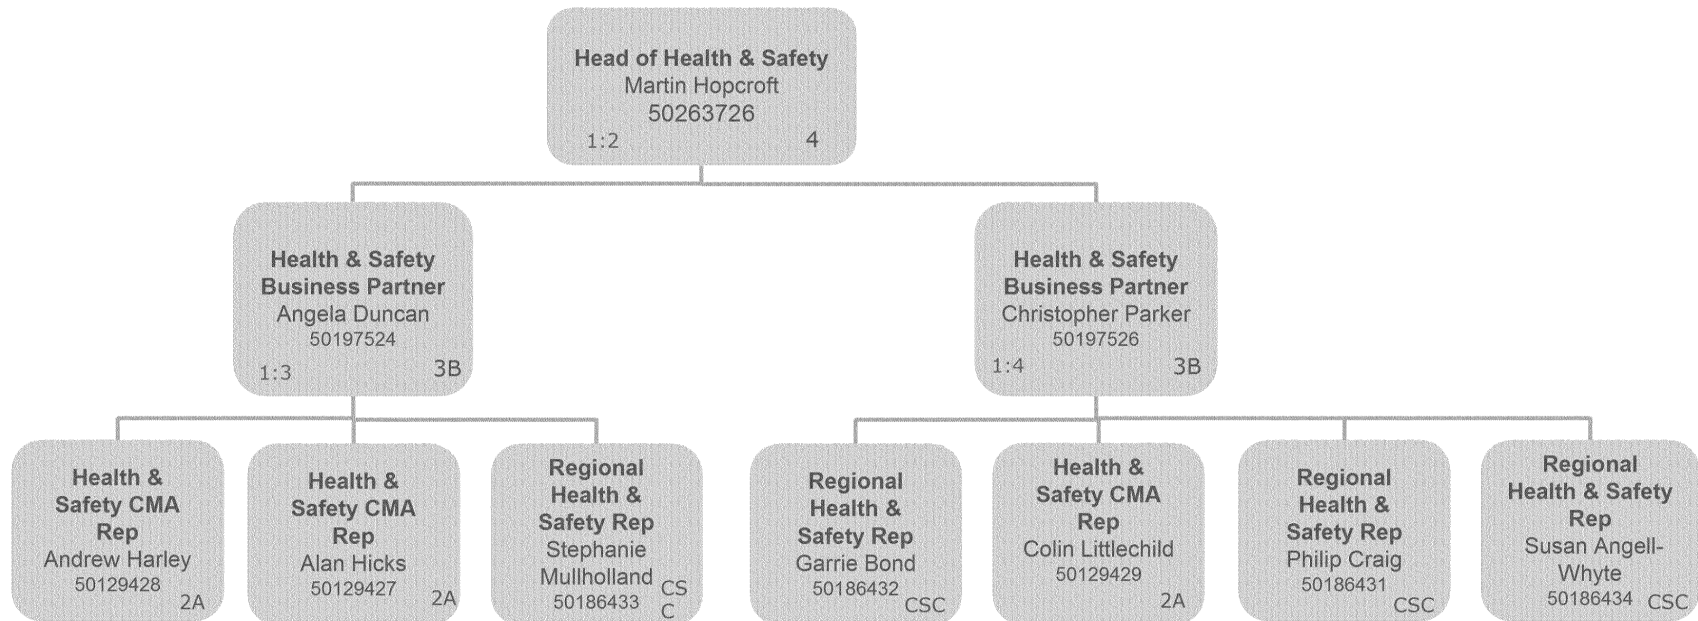 Head of Health & Safety
Martin Hopcroft
50263726
1:2 4
Health & Safety
Business Partner
Angela Duncan
50197524
1:3 3B
Health & Safety
Business Partner
Christopher Parker
50197526
1:4 3B
Health &
Safety CMA
Rep
Andrew Harley
50129428
2A
Health &
Safety CMA
Rep
Alan Hicks
50129427
2A
Regional
Health &
Safety Rep
Stephanie
Mullholland
50186433
CS
C
Regional
Health &
Safety Rep
Garrie Bond
50186432
CSC
Health &
Safety CMA
Rep
Colin Littlechild
50129429
2A
Regional
Health &
Safety Rep
Philip Craig
50186431
CSC
Regional
Health & Safety
Rep
Susan Angell-
Whyte
50186434 CSC